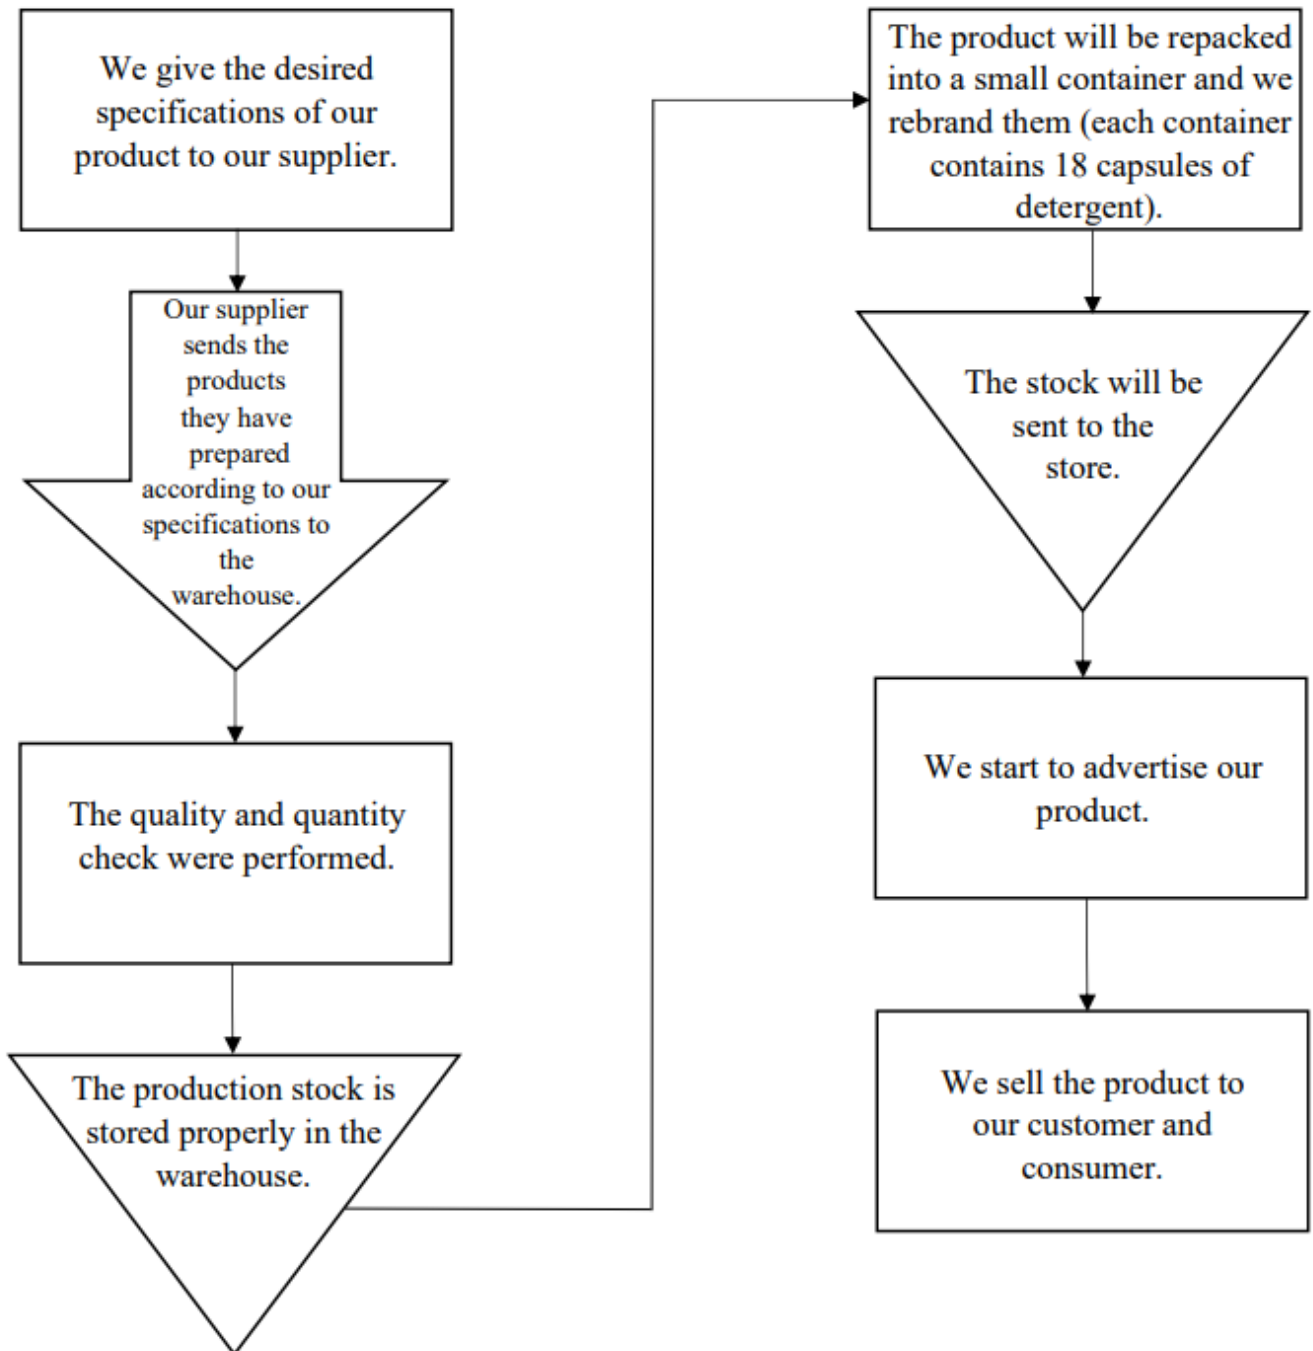 We give the desired
specifications of our
product to our supplier.
Our supplier
sends the
products
they have
prepared
according to our
specifications to
the
warehouse.
The quality and quantity
check were performed.
The production stock is
stored properly in the
warehouse.
The product will be repacked
into a small container and we
rebrand them (each container
contains 18 capsules of
detergent).
The stock will be
sent to the
store.
We start to advertise our
product.
We sell the product to
our customer and
consumer.